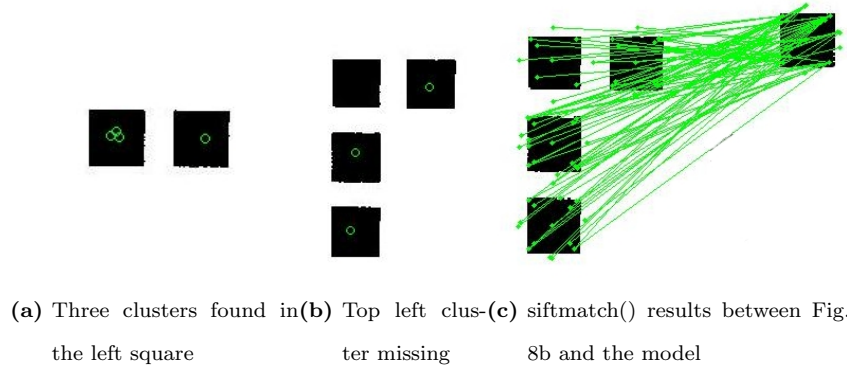 (a) Three clusters found in
the left square
(b) Top left clus-
ter missing
(c) siftmatch() results between Fig.
8b and the model